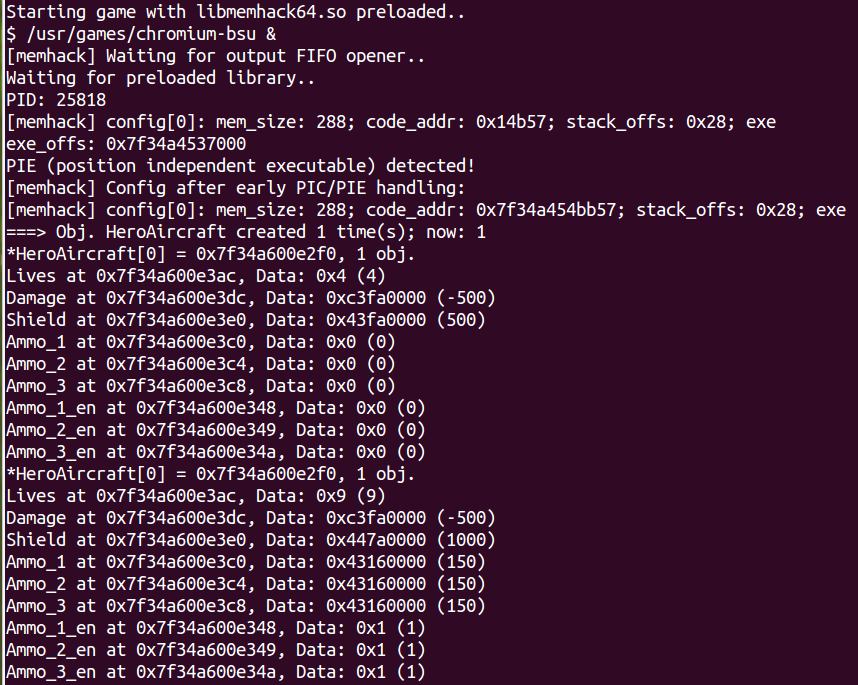 Starting game with libmemhack64.so preloaded..
$ /usr/games/chromium-bsu &
[memhack] Waiting for output FIFO opener..
Waiting for preloaded library..
PID: 25818
[memhack] config[0]: mem_size: 288; code_addr: 0x14b57; stack_offs: 0x28; exe
exe_offs: 0x7f34a4537000
PIE (position independent executable) detected!
[memhack] Config after early PIC/PIE handling:
[memhack] config[0]: mem_size: 288; code_addr: 0x7f34a454bb57; stack_offs: 0x28; exe
===> Obj. HeroAircraft created 1 time(s); now: 1
*HeroAircraft[0] = 0x7f34a600e2f0, 1 obj.
Lives at 0x7f34a600e3ac, Data: 0x4 (4)
Damage at 0x7f34a600e3dc, Data: 0xc3fa0000 (-500)
Shield at 0x7f34a600e3e0, Data: 0x43fa0000 (500)
Ammo_1 at 0x7f34a600e3c0, Data: 0x0 (0)
Ammo_2 at 0x7f34a600e3c4, Data: 0x0 (0)
Ammo_3 at 0x7f34a600e3c8, Data: 0x0 (0)
Ammo_1_en at 0x7f34a600e348, Data: 0x0 (0)
Ammo_2_en at 0x7f34a600e349, Data: 0x0 (0)
Ammo_3_en at 0x7f34a600e34a, Data: 0x0 (0)
*HeroAircraft[0] = 0x7f34a600e2f0, 1 obj.
Lives at 0x7f34a600e3ac, Data: 0x9 (9)
Damage at 0x7f34a600e3dc, Data: 0xc3fa0000 (-500)
Shield at 0x7f34a600e3e0, Data: 0x447a0000 (1000)
Ammo_1 at 0x7f34a600e3c0, Data: 0x43160000 (150)
Ammo_2 at 0x7f34a600e3c4, Data: 0x43160000 (150)
Ammo_3 at 0x7f34a600e3c8, Data: 0x43160000 (150)
Ammo_1_en at 0x7f34a600e348, Data: 0x1 (1)
Ammo_2_en at 0x7f34a600e349, Data: 0x1 (1)
Ammo_3_en at 0x7f34a600e34a, Data: 0x1 (1)